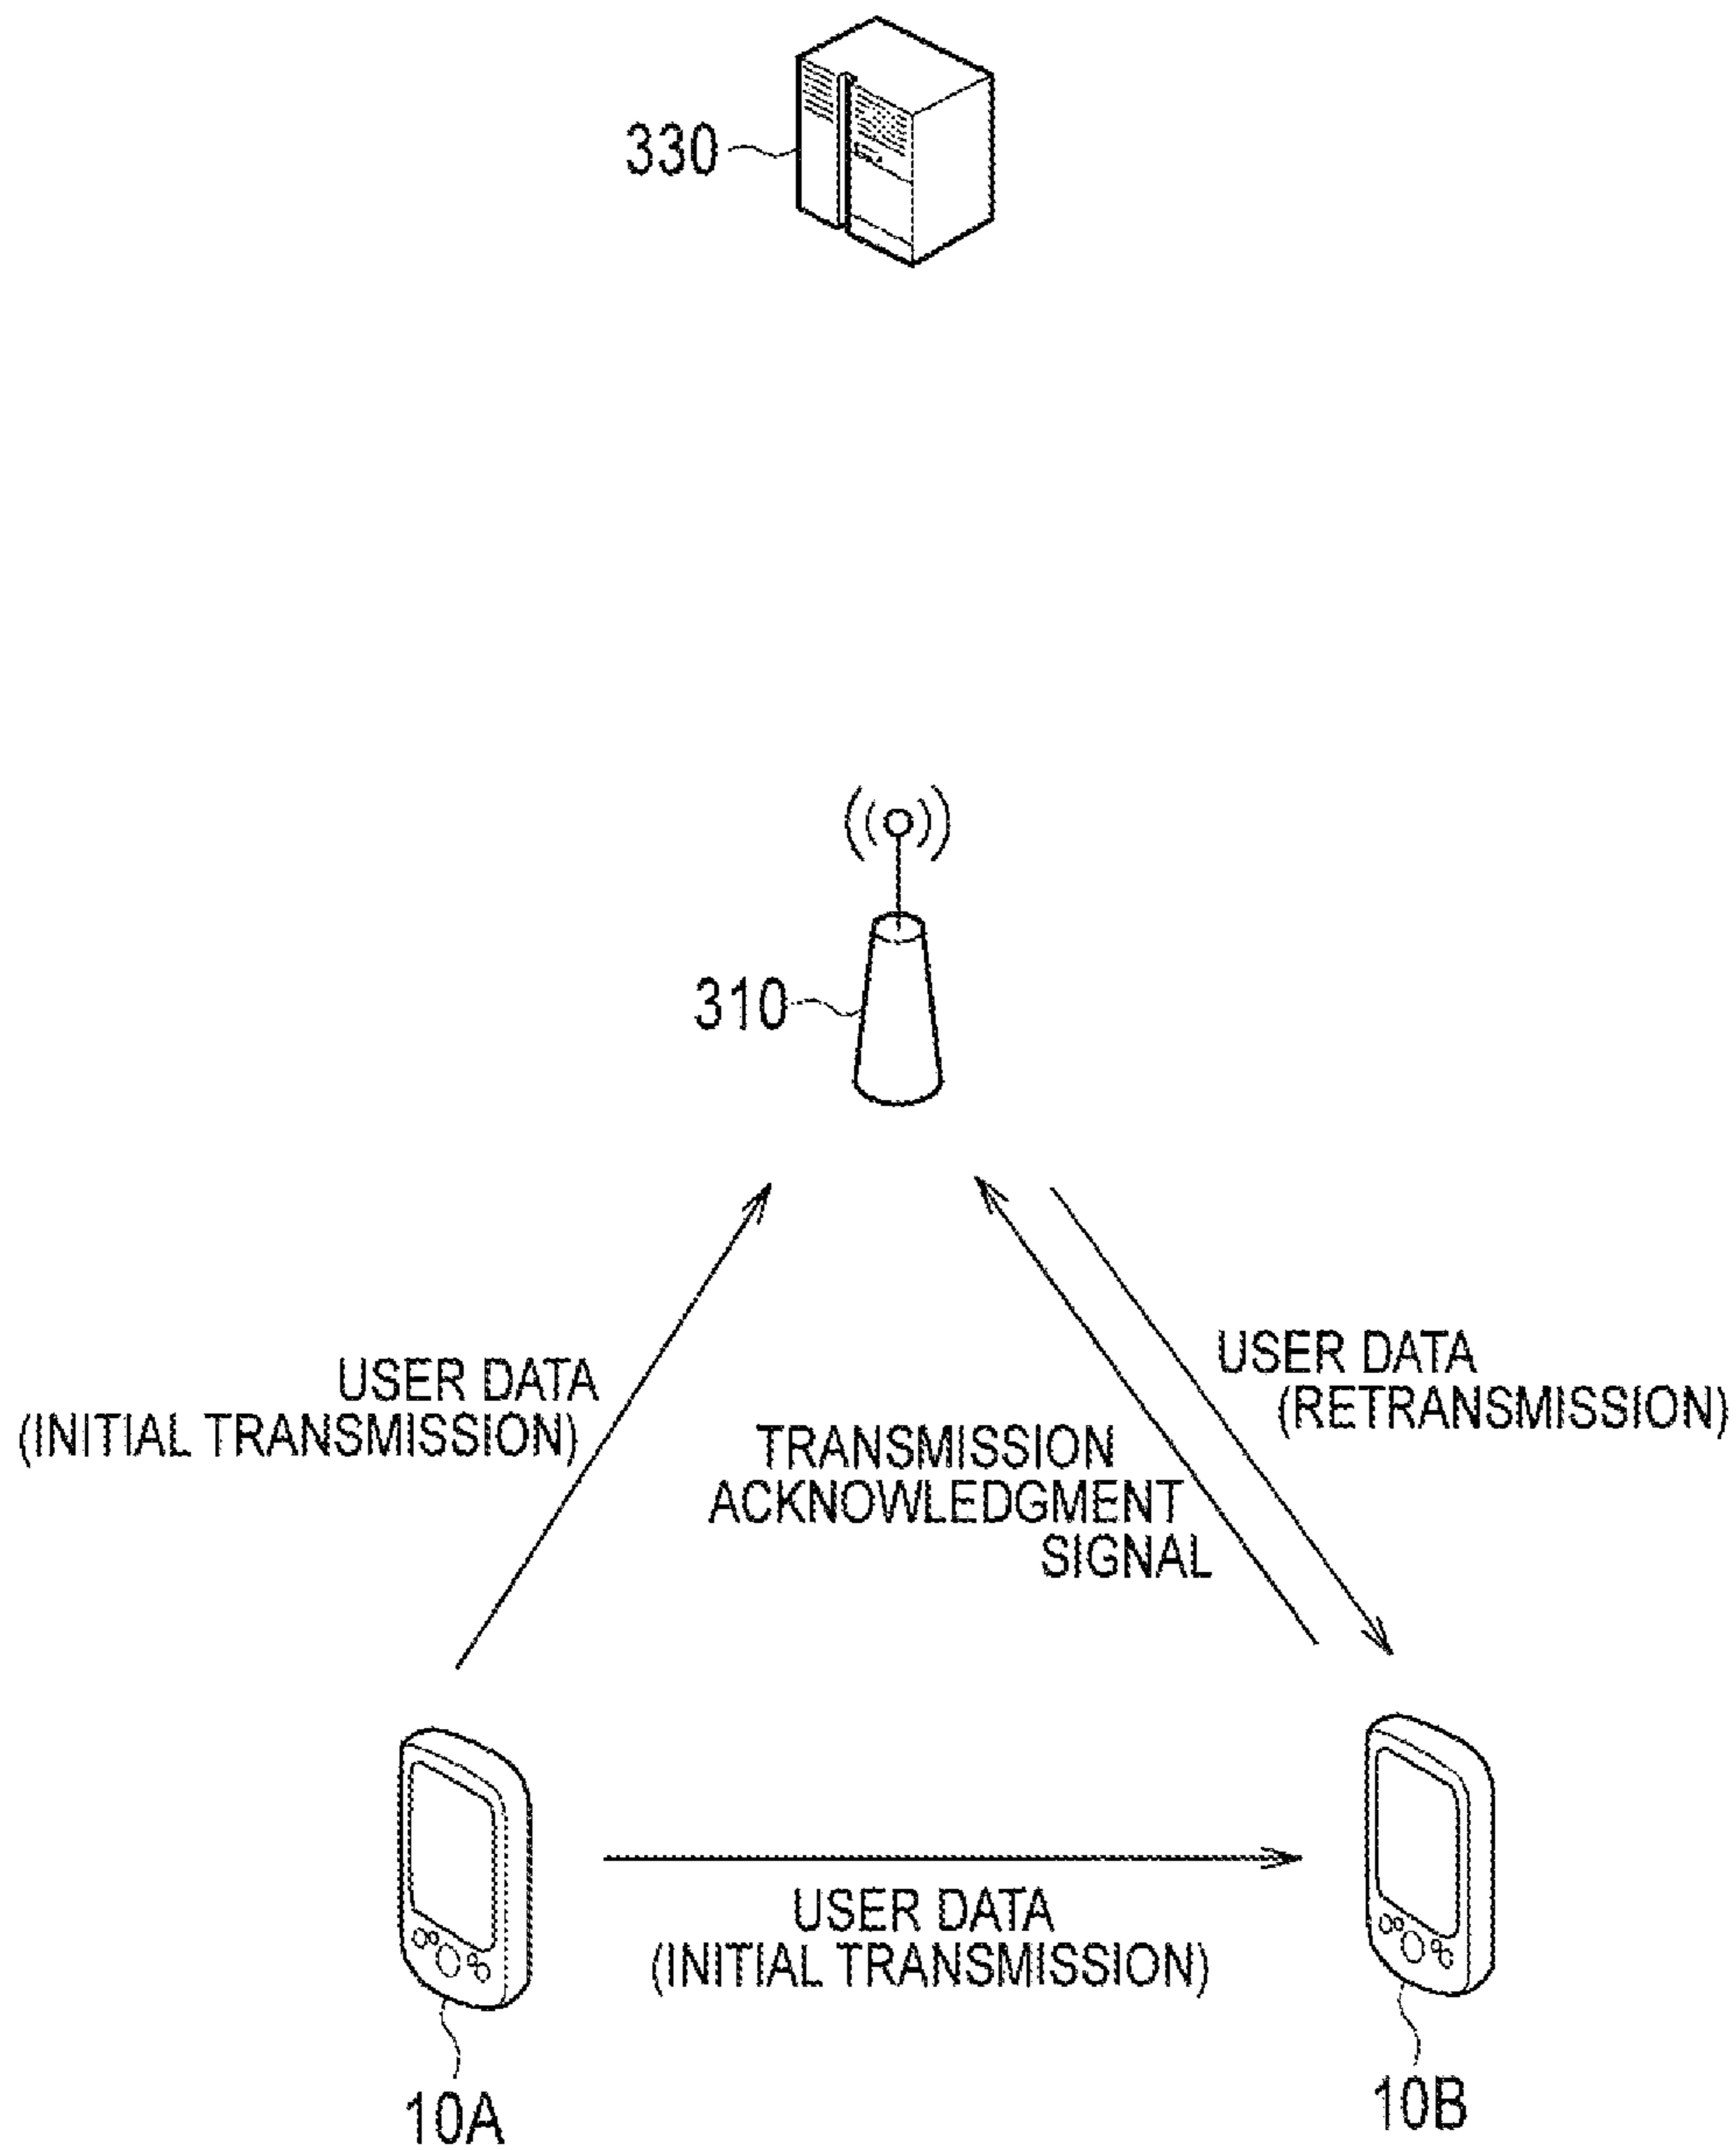 330
310
USER DATA
(INITIAL TRANSMISSION)
USER DATA
(RETRANSMISSION)
TRANSMISSION
ACKNOWLEDGMENT
SIGNAL
USER DATA
(INITIAL TRANSMISSION)
10A
10B